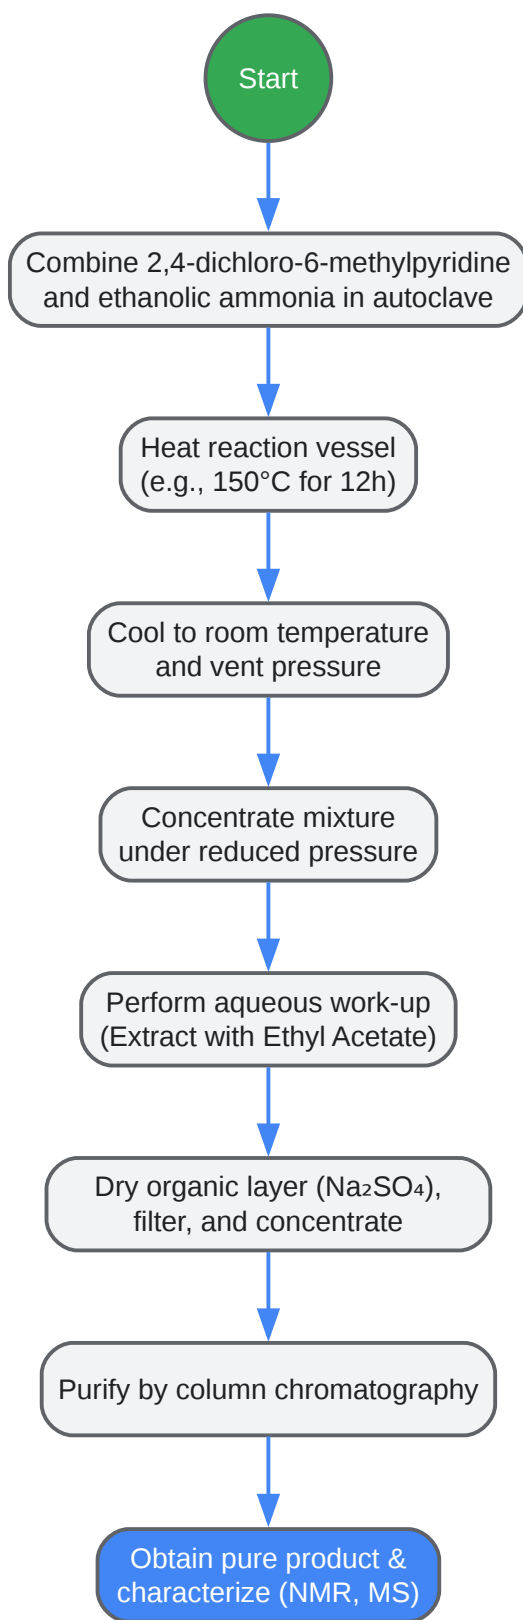 Start
Combine 2,4-dichloro-6-methylpyridine
and ethanolic ammonia in autoclave
Heat reaction vessel
(e.g., 150°C for 12h)
Cool to room temperature
and vent pressure
Concentrate mixture
under reduced pressure
Perform aqueous work-up
(Extract with Ethyl Acetate)
Dry organic layer (Na₂SO₄),
filter, and concentrate
Purify by column chromatography
Obtain pure product &
characterize (NMR, MS)